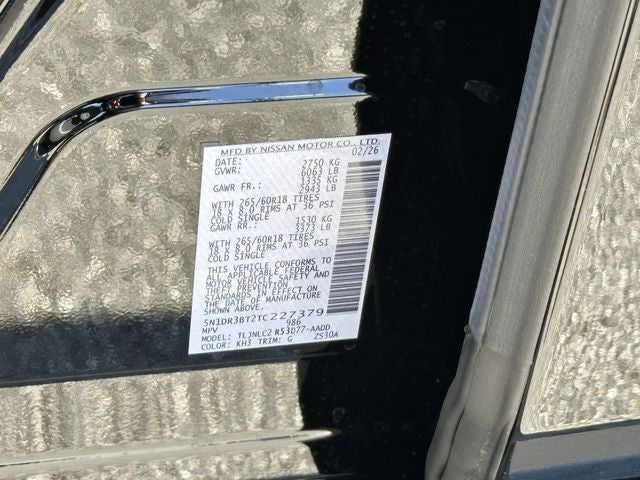 MFD BY NISSAN MOTOR CO., LTD.
DATE: 02/26
GVWR: 2750 KG
6063 LB
GAWR FR.: 1335 KG
2943 LB
WITH 265/60R18 TIRES
18 X 8.0 RIMS AT 36 PSI
COLD SINGLE
GAWR RR.: 1530 KG
3373 LB
WITH 265/60R18 TIRES
18 X 8.0 RIMS AT 36 PSI
COLD SINGLE
THIS VEHICLE CONFORMS TO
ALL APPLICABLE FEDERAL
MOTOR VEHICLE SAFETY AND
THEFT PREVENTION
STANDARDS IN EFFECT ON
THE DATE OF MANUFACTURE
5N1DR3BT2TC227379
MPV 986
MODEL: TLJNLC2 R53D77-AADD
COLOR: KH3 TRIM: G ZS30A